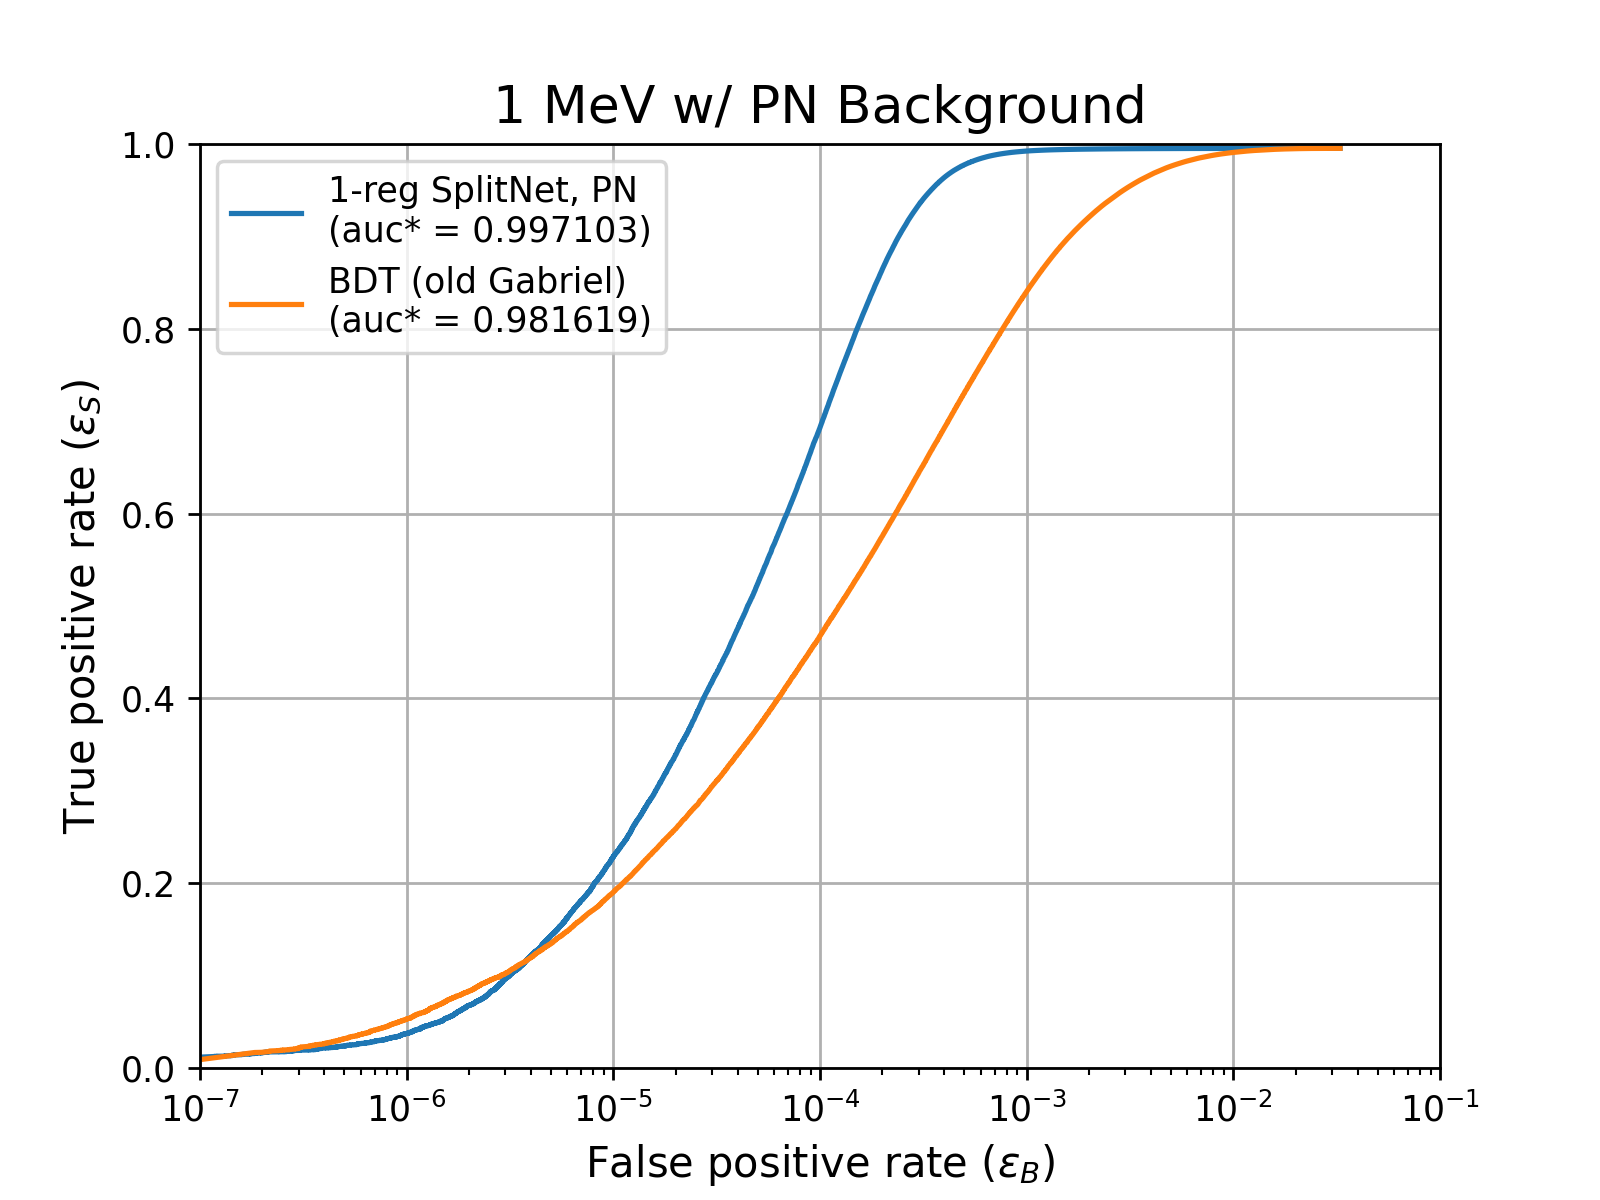 1 MeV w/ PN Background
1-reg SplitNet, PN
(auc* = 0.997103)
BDT (old Gabriel)
(auc* = 0.981619)
True positive rate (εS)
1.0
0.8
0.6
0.4
0.2
0.0
10⁻⁷ 10⁻⁶ 10⁻⁵ 10⁻⁴ 10⁻³ 10⁻² 10⁻¹
False positive rate (εB)